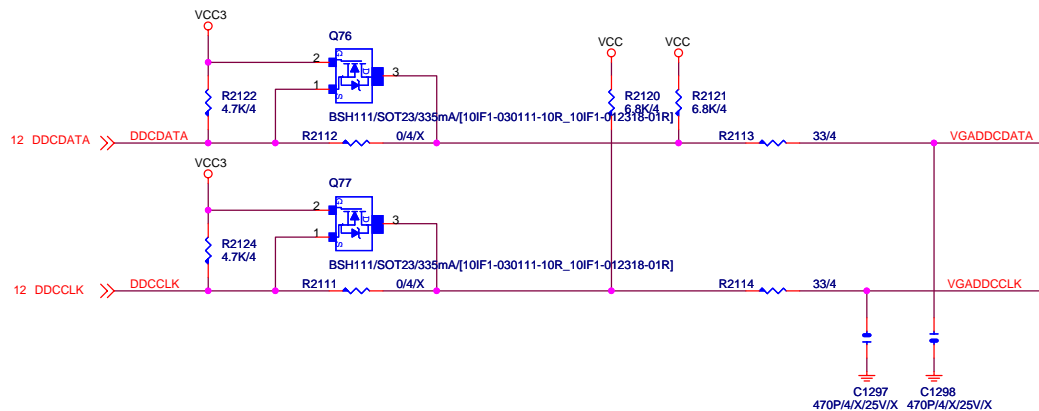 VCC3
Q76
VCC
VCC
2
G
D
3
1
S
R2122
4.7K/4
R2120
6.8K/4
R2121
6.8K/4
BSH111/SOT23/335mA/[10IF1-030111-10R_10IF1-012318-01R]
12 DDCDATA
DDCDATA
R2112
0/4/X
R2113
33/4
VGADDCDATA
VCC3
Q77
2
G
D
3
1
S
R2124
4.7K/4
BSH111/SOT23/335mA/[10IF1-030111-10R_10IF1-012318-01R]
12 DDCCLK
DDCCLK
R2111
0/4/X
R2114
33/4
VGADDCCLK
C1297
470P/4/X/25V/X
C1298
470P/4/X/25V/X